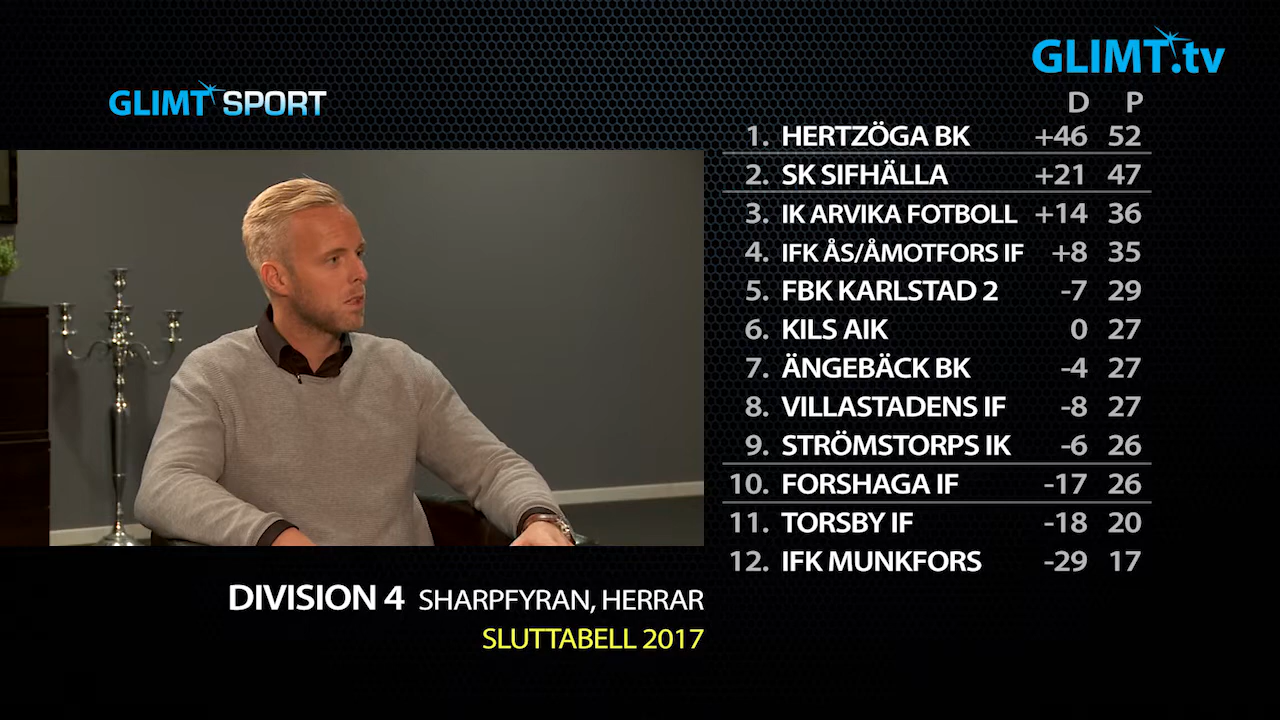 GLIMT.tv
GLIMT SPORT
D P
1. HERTZÖGA BK +46 52
2. SK SIFHÄLLA +21 47
3. IK ARVIKA FOTBOLL +14 36
4. IFK ÅS/ÅMOTFORS IF +8 35
5. FBK KARLSTAD 2 -7 29
6. KILS AIK 0 27
7. ÄNGEBÄCK BK -4 27
8. VILLASTADENS IF -8 27
9. STRÖMSTORPS IK -6 26
10. FORSHAGA IF -17 26
11. TORSBY IF -18 20
12. IFK MUNKFORS -29 17
DIVISION 4 SHARPFYRAN, HERRAR
SLUTTABELL 2017